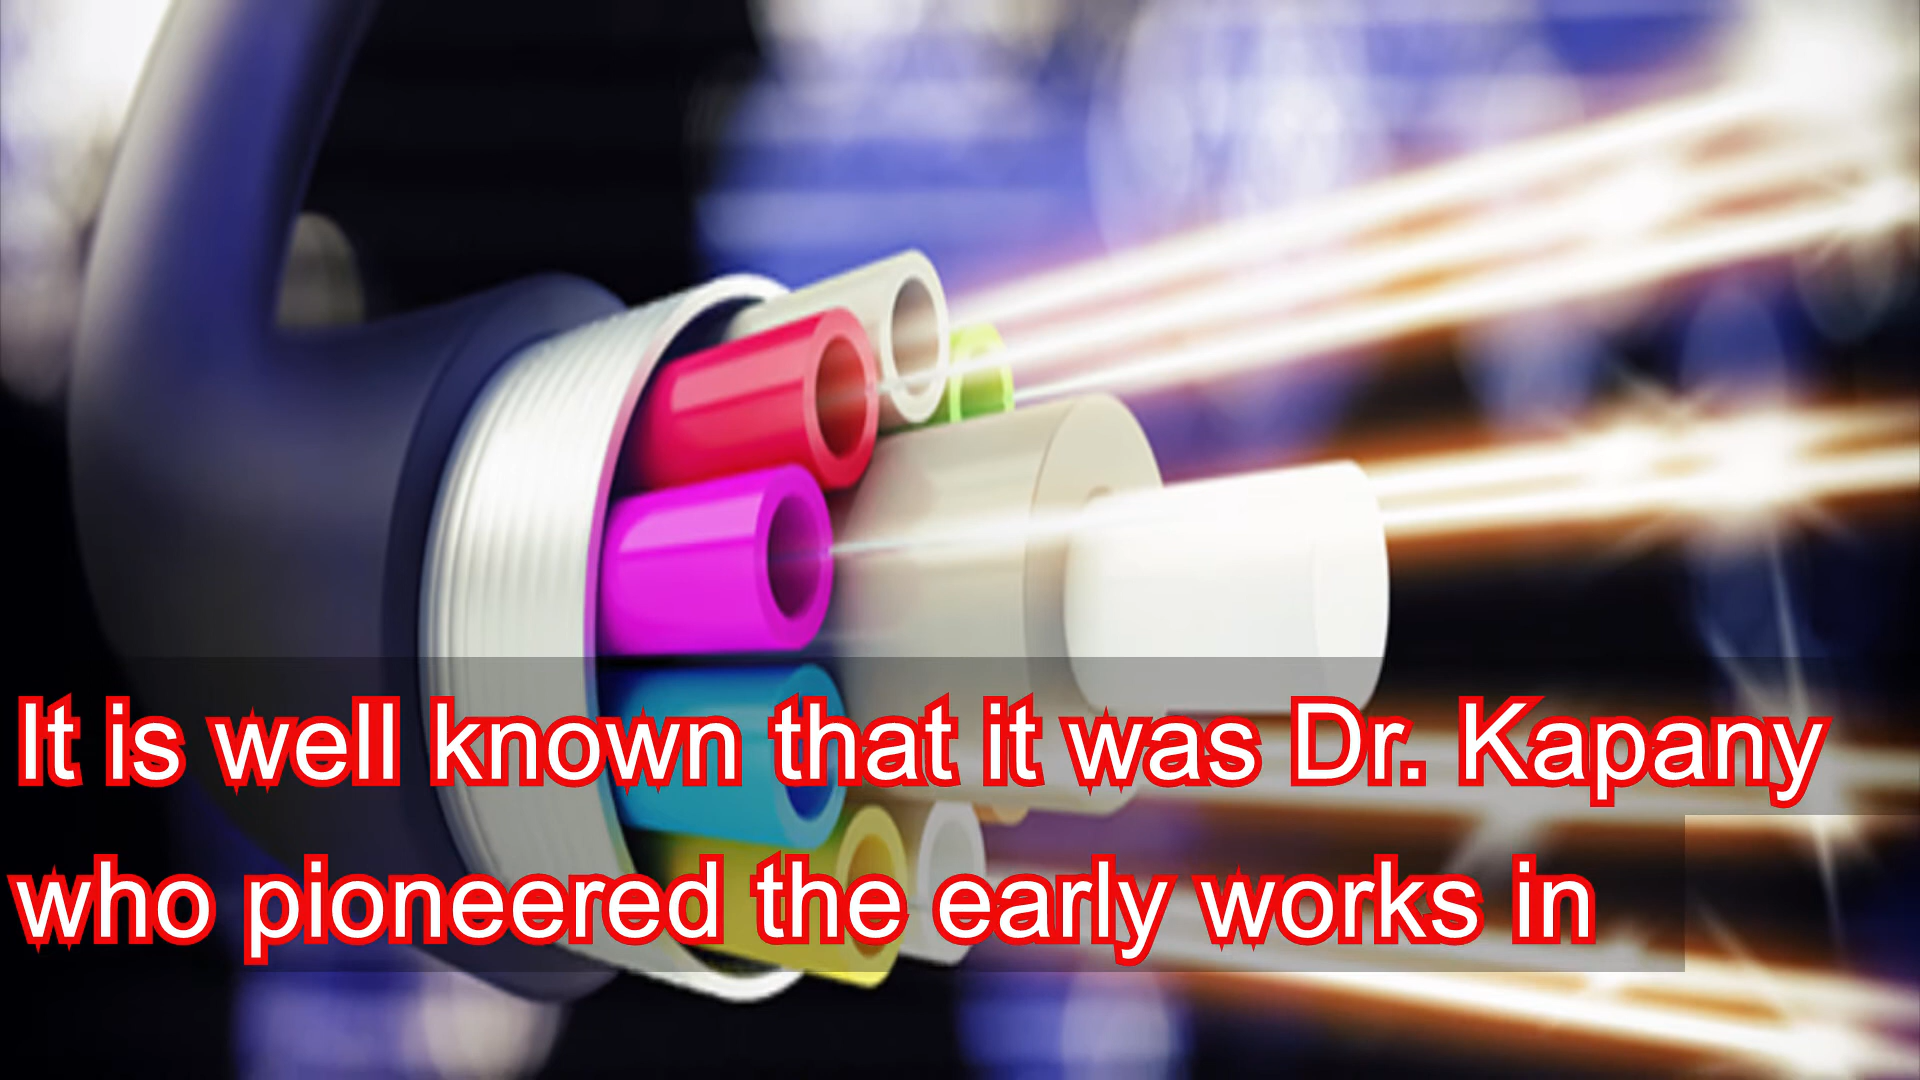 It is well known that it was Dr. Kapany
who pioneered the early works in